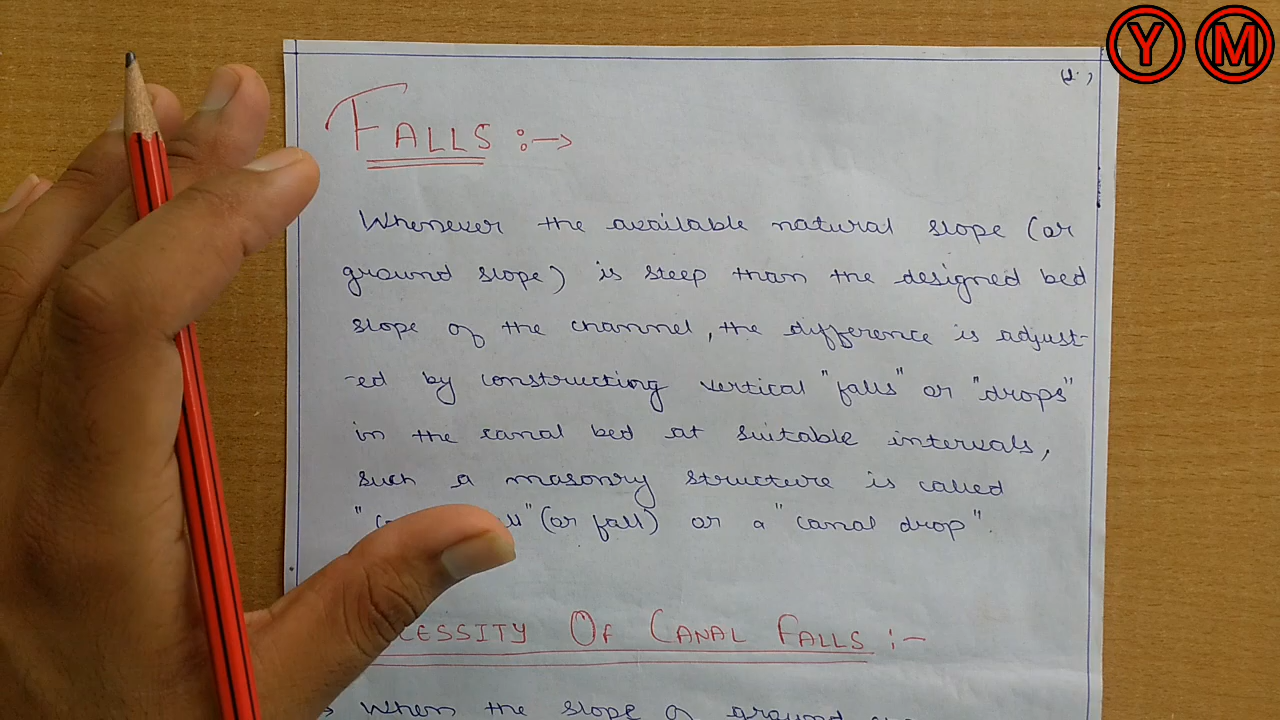 Y M
(1.)
FALLS :→
Whenever the available natural slope (or
ground slope) is steep than the designed bed
slope of the channel, the difference is adjust-
-ed by constructing vertical "falls" or "drops"
in the canal bed at suitable intervals,
such a masonry structure is called
" (or fall) or a "canal drop".
CESSITY OF CANAL FALLS :-
→ When the slope of ground